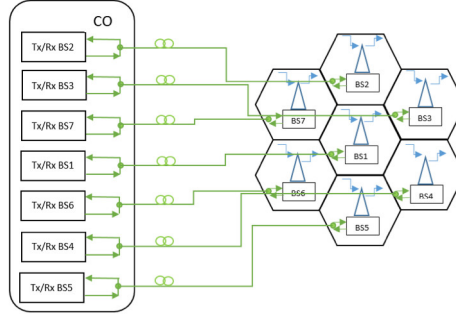 CO
Tx/Rx BS2
Tx/Rx BS3
Tx/Rx BS7
Tx/Rx BS1
Tx/Rx BS6
Tx/Rx BS4
Tx/Rx BS5
BS2
BS7
BS3
BS1
BS6
BS4
BS5